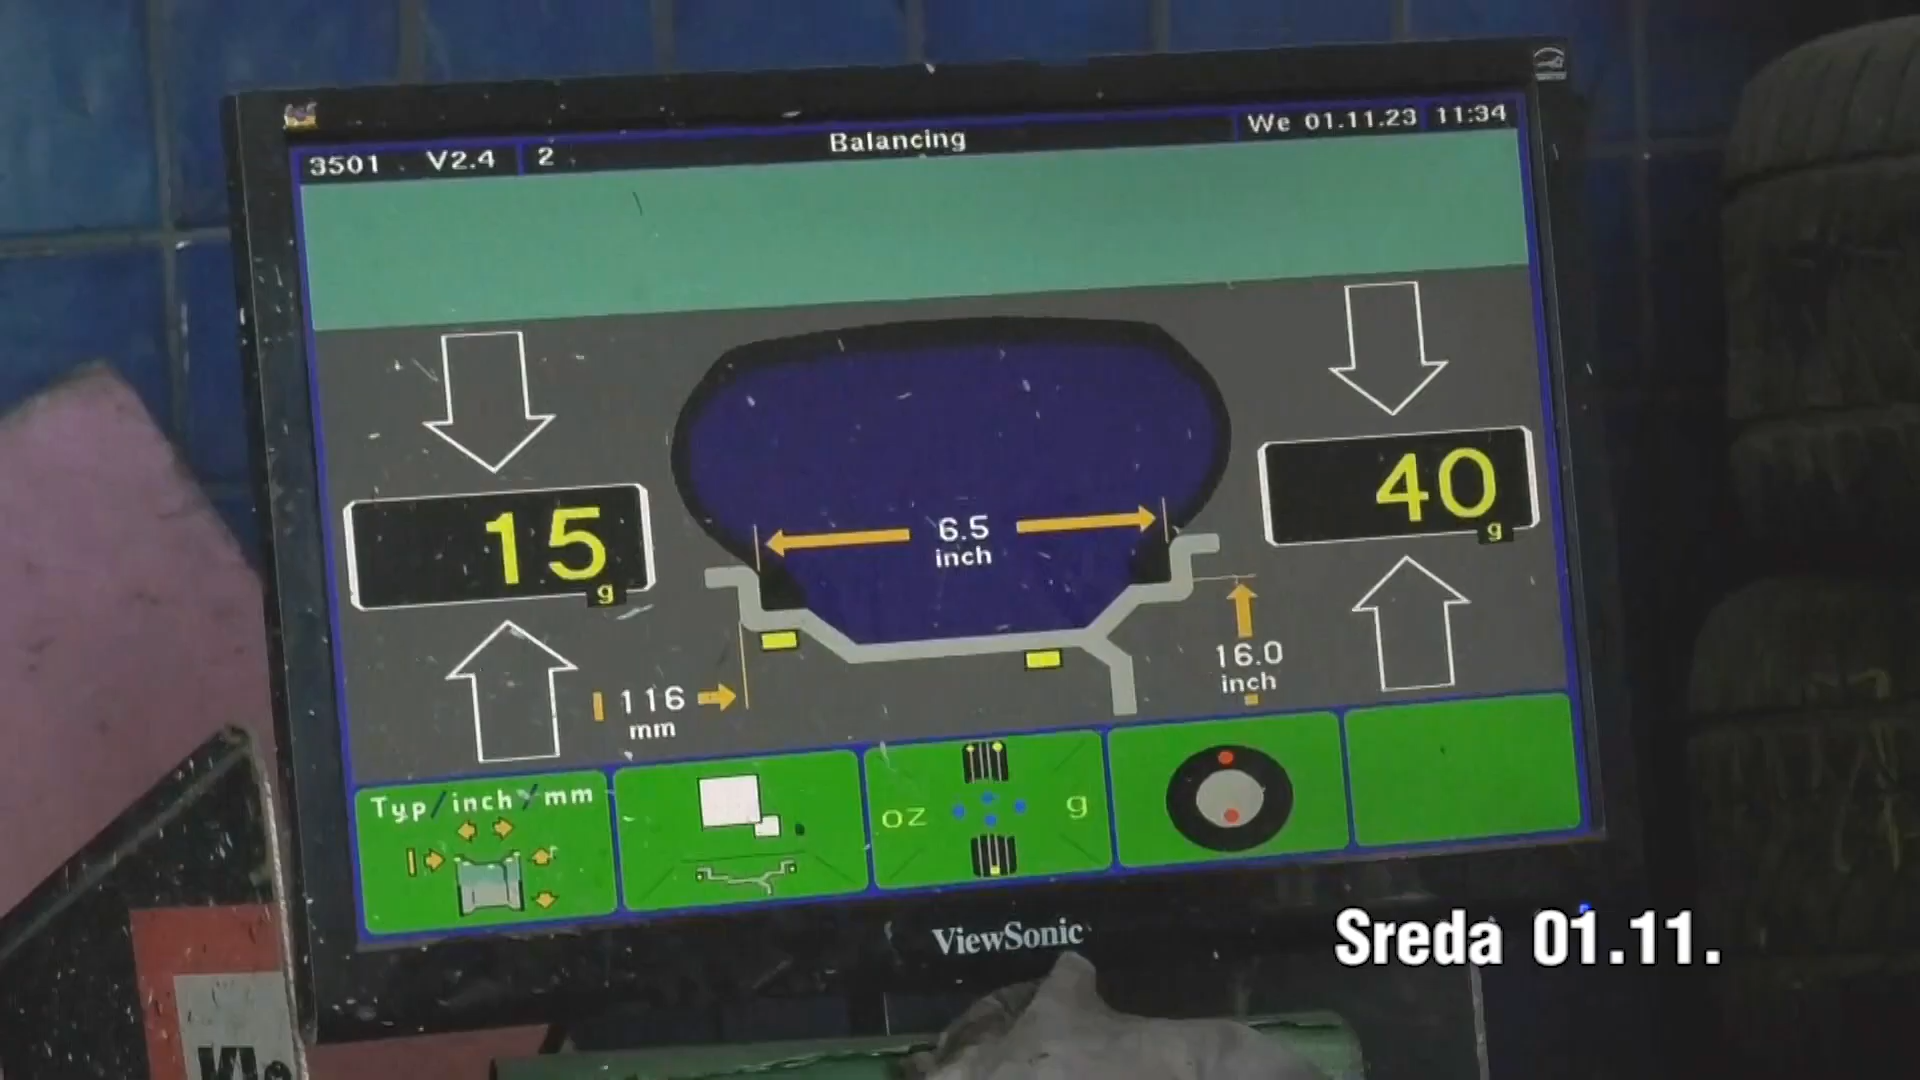 3501 V2.4 2 Balancing We 01.11.23 11:34
15 g
40 g
6.5
inch
116
mm
16.0
inch
Typ/inch/mm
oz g
ViewSonic
Sreda 01.11.